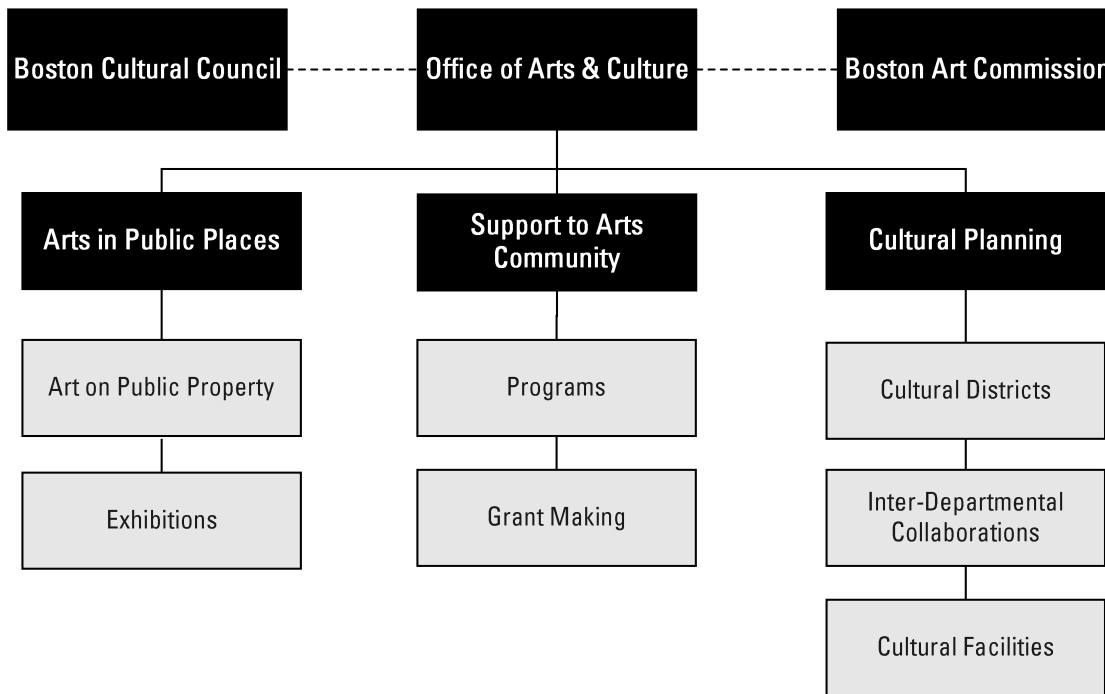 Boston Cultural Council
Office of Arts & Culture
Boston Art Commission
Arts in Public Places
Support to Arts
Community
Cultural Planning
Art on Public Property
Programs
Cultural Districts
Exhibitions
Grant Making
Inter-Departmental
Collaborations
Cultural Facilities